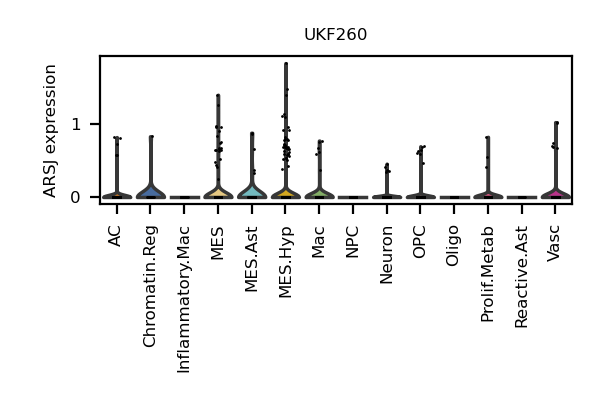 UKF260
ARSJ expression
1
0
AC
Chromatin.Reg
Inflammatory.Mac
MES
MES.Ast
MES.Hyp
Mac
NPC
Neuron
OPC
Oligo
Prolif.Metab
Reactive.Ast
Vasc